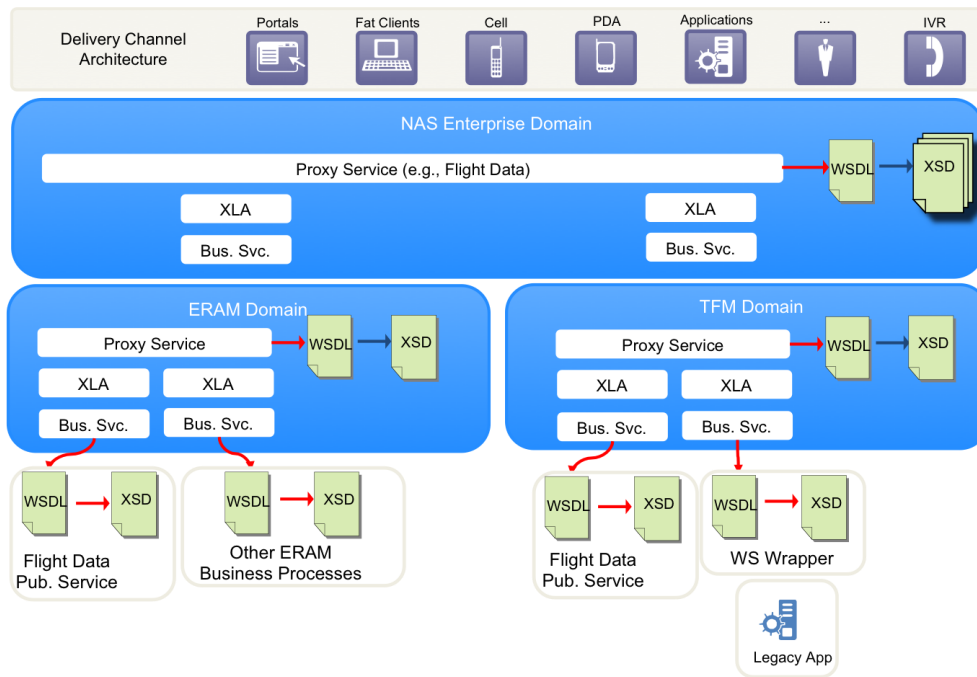 Delivery Channel
Architecture
Portals
Fat Clients
Cell
PDA
Applications
...
IVR
NAS Enterprise Domain
Proxy Service (e.g., Flight Data)
WSDL
XSD
XLA
XLA
Bus. Svc.
Bus. Svc.
ERAM Domain
Proxy Service
WSDL
XSD
XLA
XLA
Bus. Svc.
Bus. Svc.
TFM Domain
Proxy Service
WSDL
XSD
XLA
XLA
Bus. Svc.
Bus. Svc.
WSDL
XSD
Flight Data
Pub. Service
WSDL
XSD
Other ERAM
Business Processes
WSDL
XSD
Flight Data
Pub. Service
WSDL
XSD
WS Wrapper
Legacy App